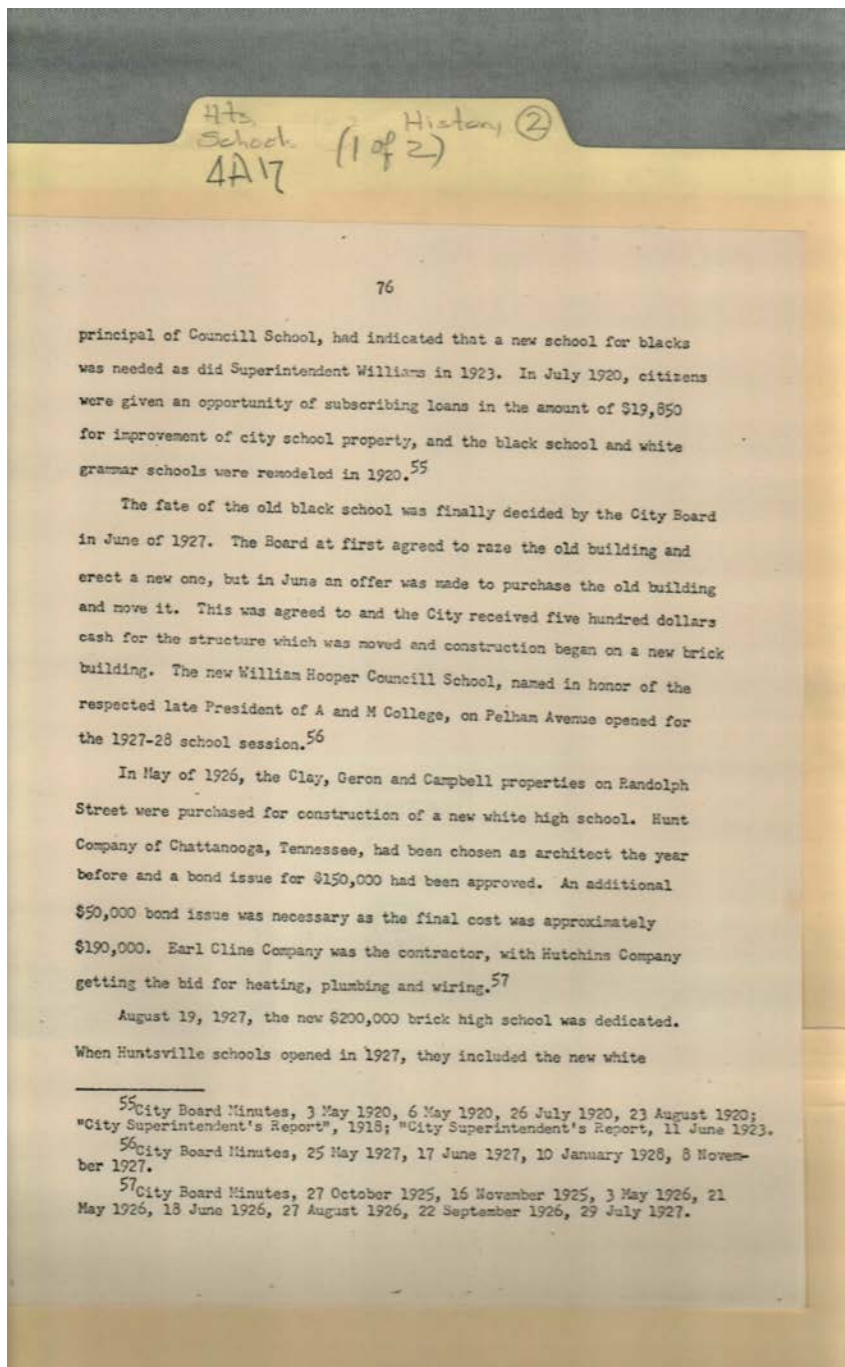 Hts. History ②
Schools (1 of 2)
4A17
76
principal of Councill School, had indicated that a new school for blacks
was needed as did Superintendent Williams in 1923. In July 1920, citizens
were given an opportunity of subscribing loans in the amount of $19,850
for improvement of city school property, and the black school and white
grammar schools were remodeled in 1920.55
The fate of the old black school was finally decided by the City Board
in June of 1927. The Board at first agreed to raze the old building and
erect a new one, but in June an offer was made to purchase the old building
and move it. This was agreed to and the City received five hundred dollars
cash for the structure which was moved and construction began on a new brick
building. The new William Hooper Councill School, named in honor of the
respected late President of A and M College, on Pelham Avenue opened for
the 1927-28 school session.56
In May of 1926, the Clay, Geron and Campbell properties on Randolph
Street were purchased for construction of a new white high school. Hunt
Company of Chattanooga, Tennessee, had been chosen as architect the year
before and a bond issue for $150,000 had been approved. An additional
$50,000 bond issue was necessary as the final cost was approximately
$190,000. Earl Cline Company was the contractor, with Hutchins Company
getting the bid for heating, plumbing and wiring.57
August 19, 1927, the new $200,000 brick high school was dedicated.
When Huntsville schools opened in 1927, they included the new white
55City Board Minutes, 3 May 1920, 6 May 1920, 26 July 1920, 23 August 1920;
"City Superintendent's Report", 1918; "City Superintendent's Report, 11 June 1923.
56City Board Minutes, 25 May 1927, 17 June 1927, 10 January 1928, 8 Novem-
ber 1927.
57City Board Minutes, 27 October 1925, 16 November 1925, 3 May 1926, 21
May 1926, 18 June 1926, 27 August 1926, 22 September 1926, 29 July 1927.